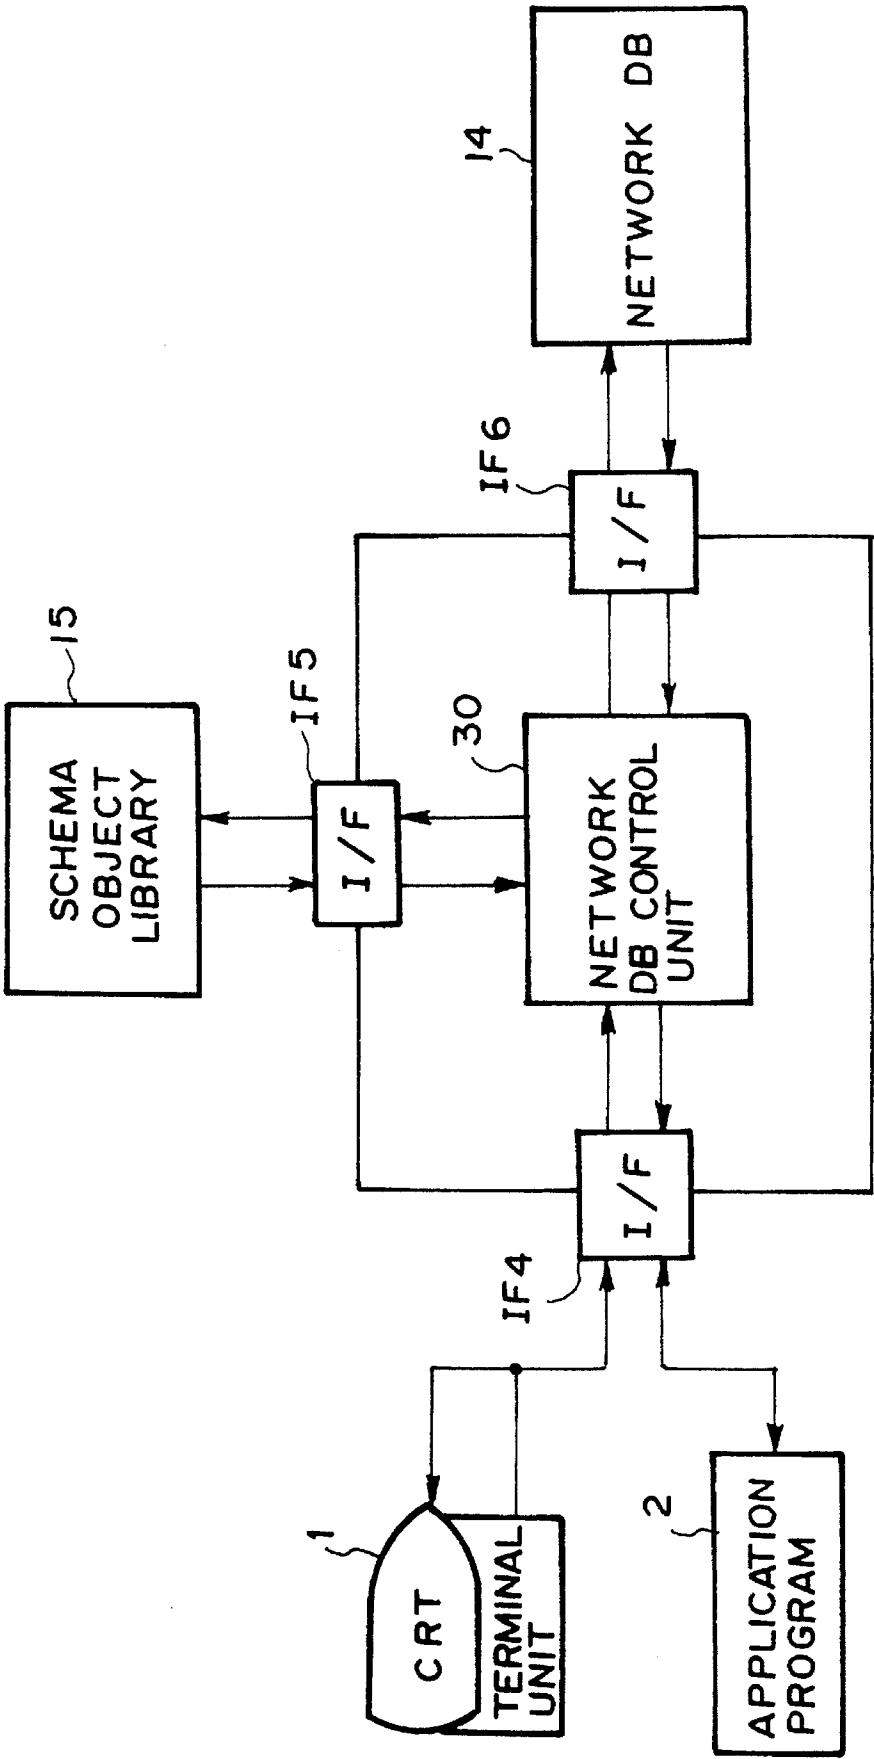 15
SCHEMA
OBJECT
LIBRARY
IF5
I/F
1
CRT
TERMINAL
UNIT
IF4
I/F
30
NETWORK
DB CONTROL
UNIT
IF6
I/F
14
NETWORK DB
2
APPLICATION
PROGRAM